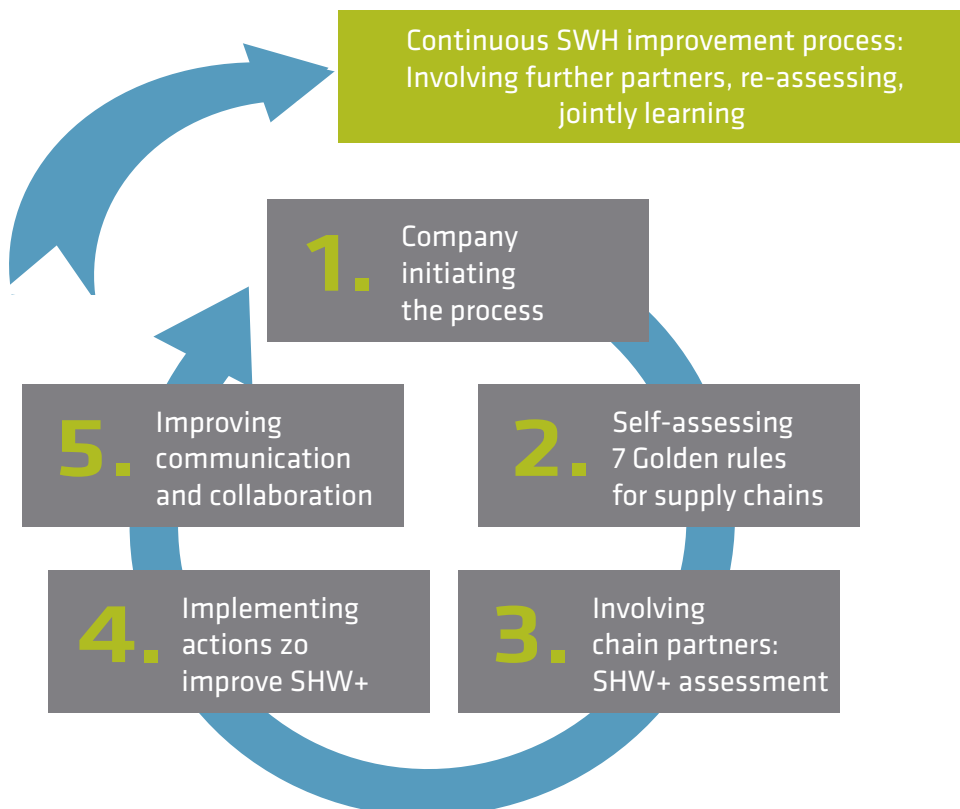 Continuous SWH improvement process:
Involving further partners, re-assessing,
jointly learning
1.
Company
initiating
the process
2.
Self-assessing
7 Golden rules
for supply chains
3.
Involving
chain partners:
SHW+ assessment
4.
Implementing
actions zo
improve SHW+
5.
Improving
communication
and collaboration